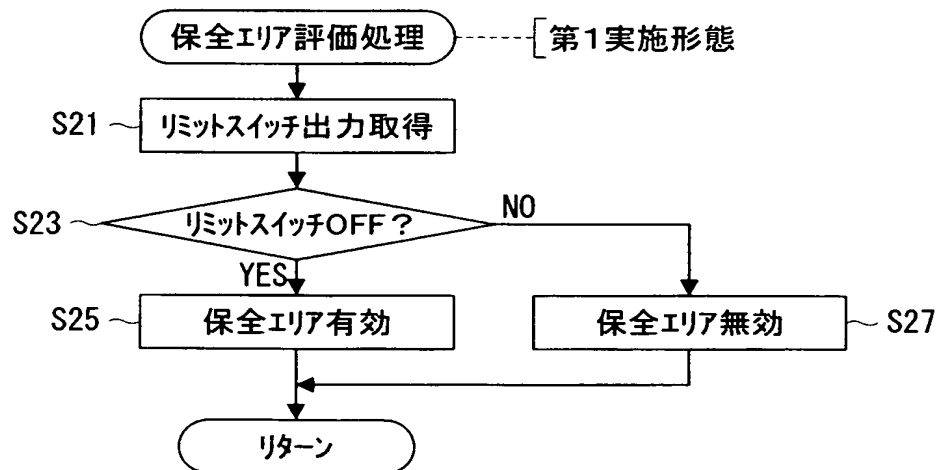 保全エリア評価処理
第1実施形態
S21
リミットスイッチ出力取得
S23
リミットスイッチOFF?
NO
YES
S25
保全エリア有効
保全エリア無効
S27
リターン